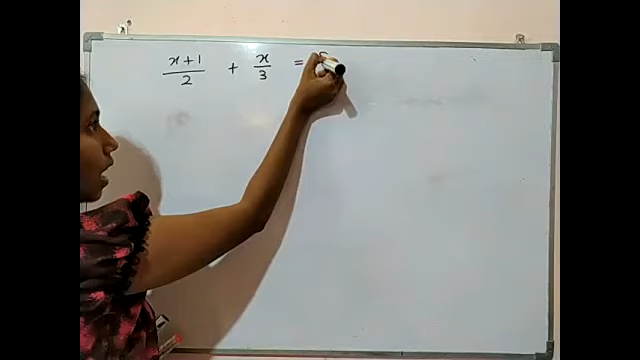 (x+1)/2 + x/3 =